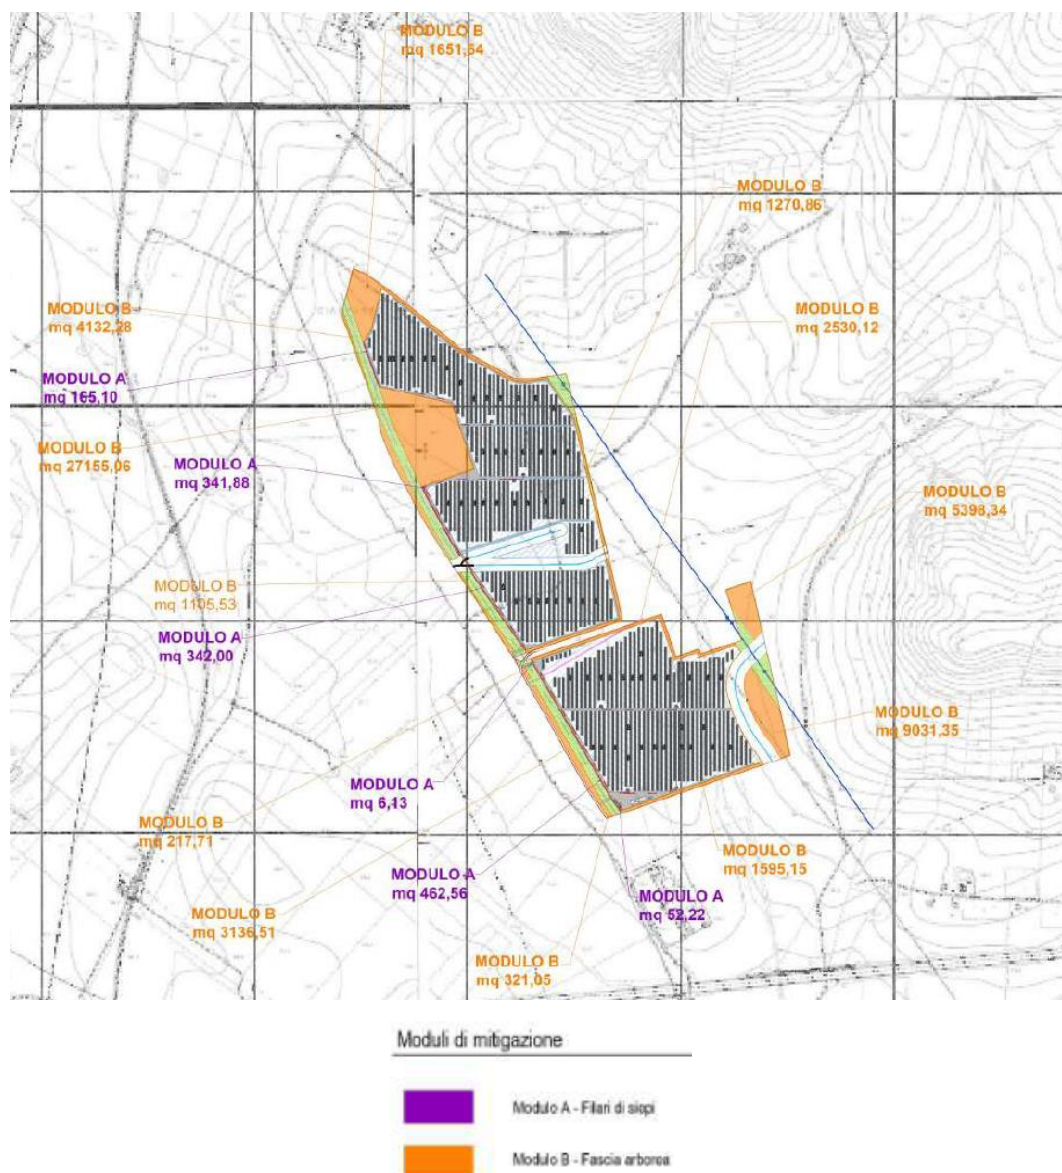 MODULO B
mq 1651,54
MODULO B
mq 1270,86
MODULO B
mq 4132,28
MODULO B
mq 2530,12
MODULO A
mq 165,10
MODULO B
mq 27155,06
MODULO A
mq 341,88
MODULO B
mq 5398,34
MODULO B
mq 1105,53
MODULO A
mq 342,00
MODULO B
mq 9031,35
MODULO A
mq 6,13
MODULO B
mq 217,71
MODULO B
mq 1595,15
MODULO A
mq 462,56
MODULO A
mq 52,22
MODULO B
mq 3136,51
MODULO B
mq 321,05
Moduli di mitigazione
Modulo A - Filari di siepi
Modulo B - Fascia arborea